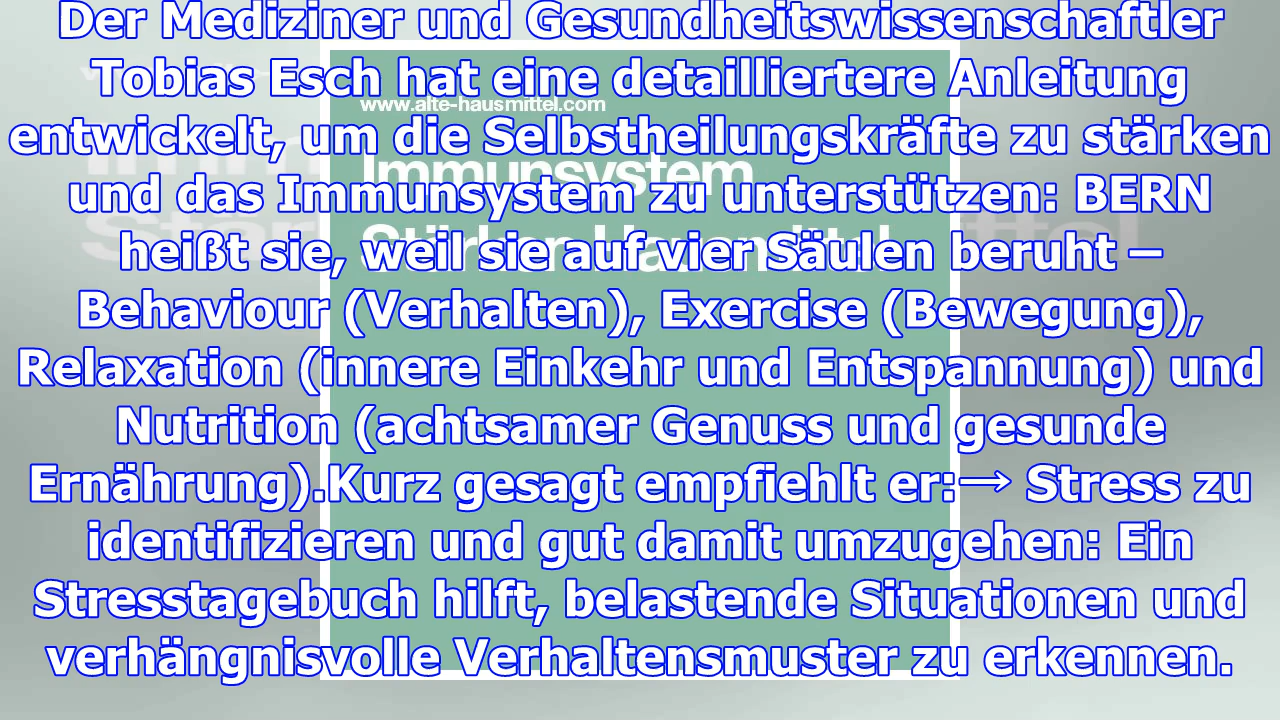 Der Mediziner und Gesundheitswissenschaftler
Tobias Esch hat eine detailliertere Anleitung
www.alte-hausmittel.com
entwickelt, um die Selbstheilungskräfte zu stärken
Immunsystem
und das Immunsystem zu unterstützen: BERN
heißt sie, weil sie auf vier Säulen beruht –
Behaviour (Verhalten), Exercise (Bewegung),
Relaxation (innere Einkehr und Entspannung) und
Nutrition (achtsamer Genuss und gesunde
Ernährung).Kurz gesagt empfiehlt er:→ Stress zu
identifizieren und gut damit umzugehen: Ein
Stresstagebuch hilft, belastende Situationen und
verhängnisvolle Verhaltensmuster zu erkennen.